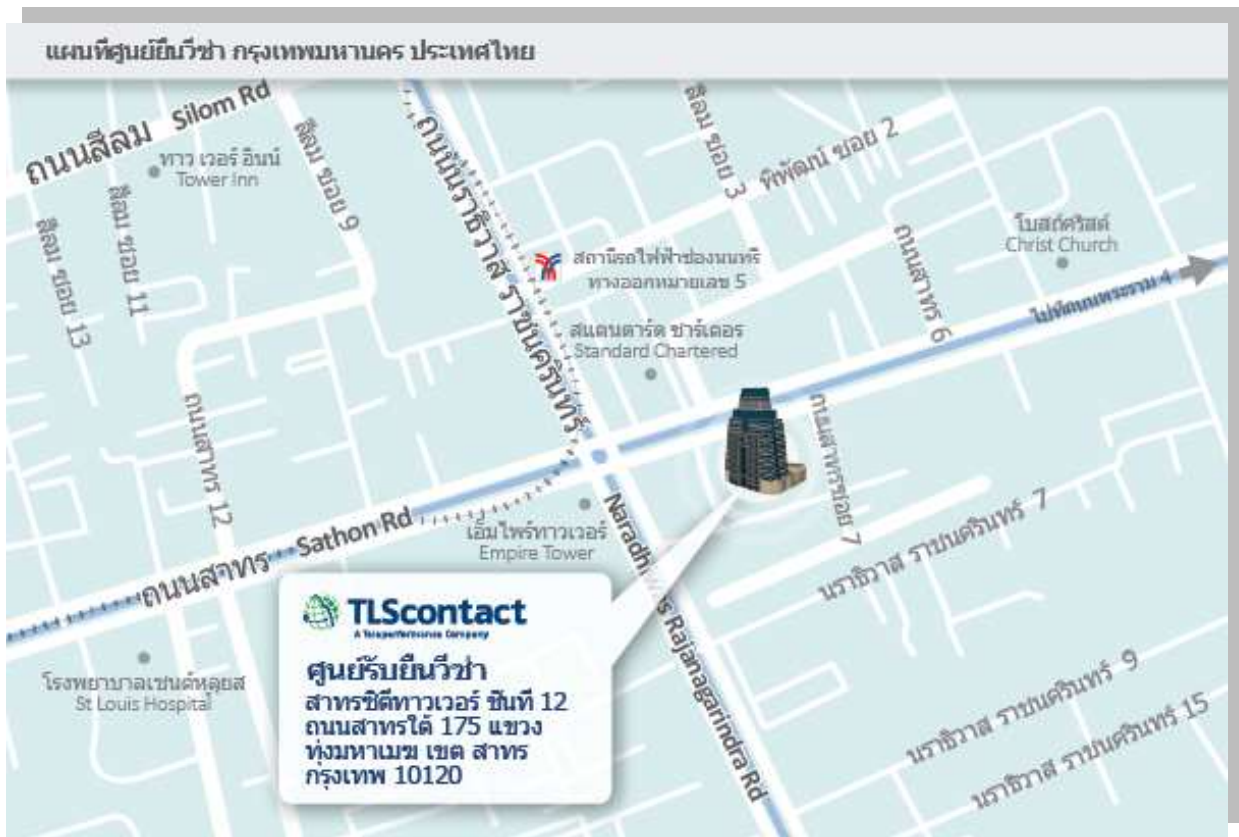 แผนที่ศูนย์ยื่นวีซ่า กรุงเทพมหานคร ประเทศไทย
ถนนสีลม Silom Rd
ทาว เวอร์ อินน์
Tower Inn
สีลม ซอย 9
สีลม ซอย 11
สีลม ซอย 13
ถนนนราธิวาส ราชนครินทร์
สีลม ซอย 3
พิพัฒน์ ซอย 2
โบสถ์คริสต์
Christ Church
ถนนสาทร 6
สถานีรถไฟฟ้าช่องนนทรี
ทางออกหมายเลข 5
ไปทิศถนนพระราม 4
สแตนดาร์ด ชาร์เตอร
Standard Chartered
ถนนสาทร 12
ถนนสาทรซอย 7
ถนนสาทร Sathon Rd
เอ็มไพร์ทาวเวอร์
Empire Tower
Naradhiwas Rajanagarindra Rd
นราธิวาส ราชนครินทร์ 7
TLScontact
A Teleperformance Company
ศูนย์รับยื่นวีซ่า
สาทรซิตีทาวเวอร์ ชั้นที่ 12
ถนนสาทรใต้ 175 แขวง
ทุ่งมหาเมฆ เขต สาทร
กรุงเทพ 10120
โรงพยาบาลเซนต์หลุยส
St Louis Hospital
นราธิวาส ราชนครินทร์ 9
นราธิวาส ราชนครินทร์ 15